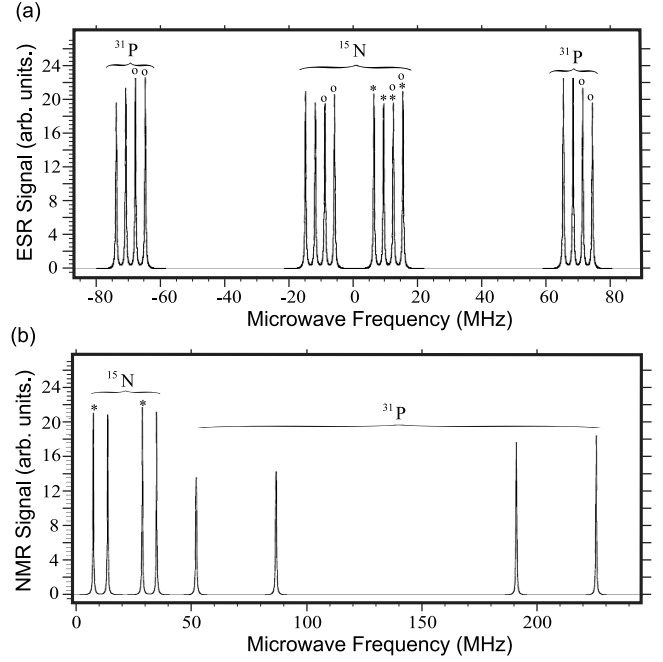 (a)
³¹P
¹⁵N
³¹P
24
20
16
12
8
4
0
o o
o o
* * * *
o o
o o
ESR Signal (arb. units.)
-80 -60 -40 -20 0 20 40 60 80
Microwave Frequency (MHz)
(b)
¹⁵N
³¹P
24
20
16
12
8
4
0
* *
NMR Signal (arb. units.)
0 50 100 150 200
Microwave Frequency (MHz)